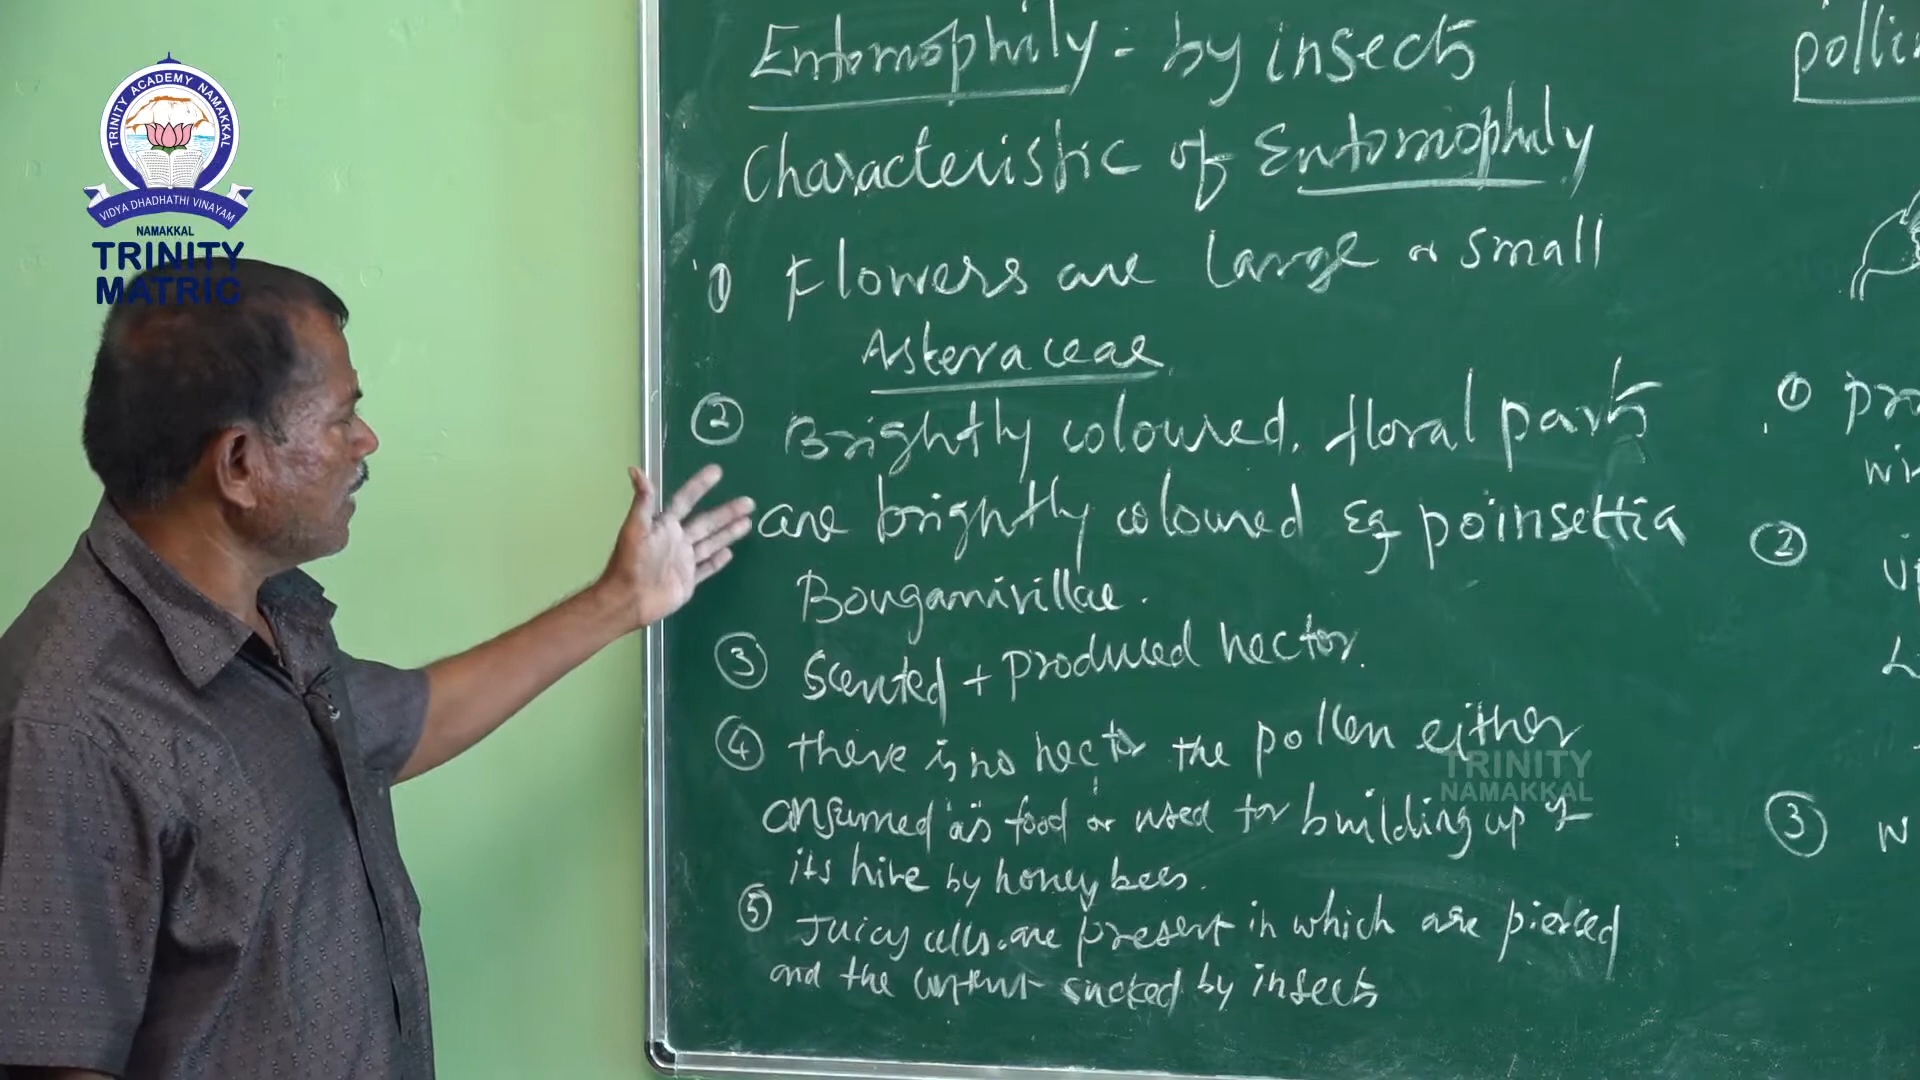 TRINITY ACADEMY NAMAKKAL
VIDYA DHADHATHI VINAYAM
NAMAKKAL
TRINITY
MATRIC
Entomophily - by insects
Characteristic of Entomophily
① Flowers are large or small
Asteraceae
② Brightly coloured. floral parts
are brightly coloured Eg poinsettia
③ Scented + produced nector.
④ there is no nector the pollen either
consumed as food or used for building up of
its hive by honey bees.
⑤ Juicy cells are present in which are pierced
and the content sucked by insects
TRINITY
NAMAKKAL
①
②
③